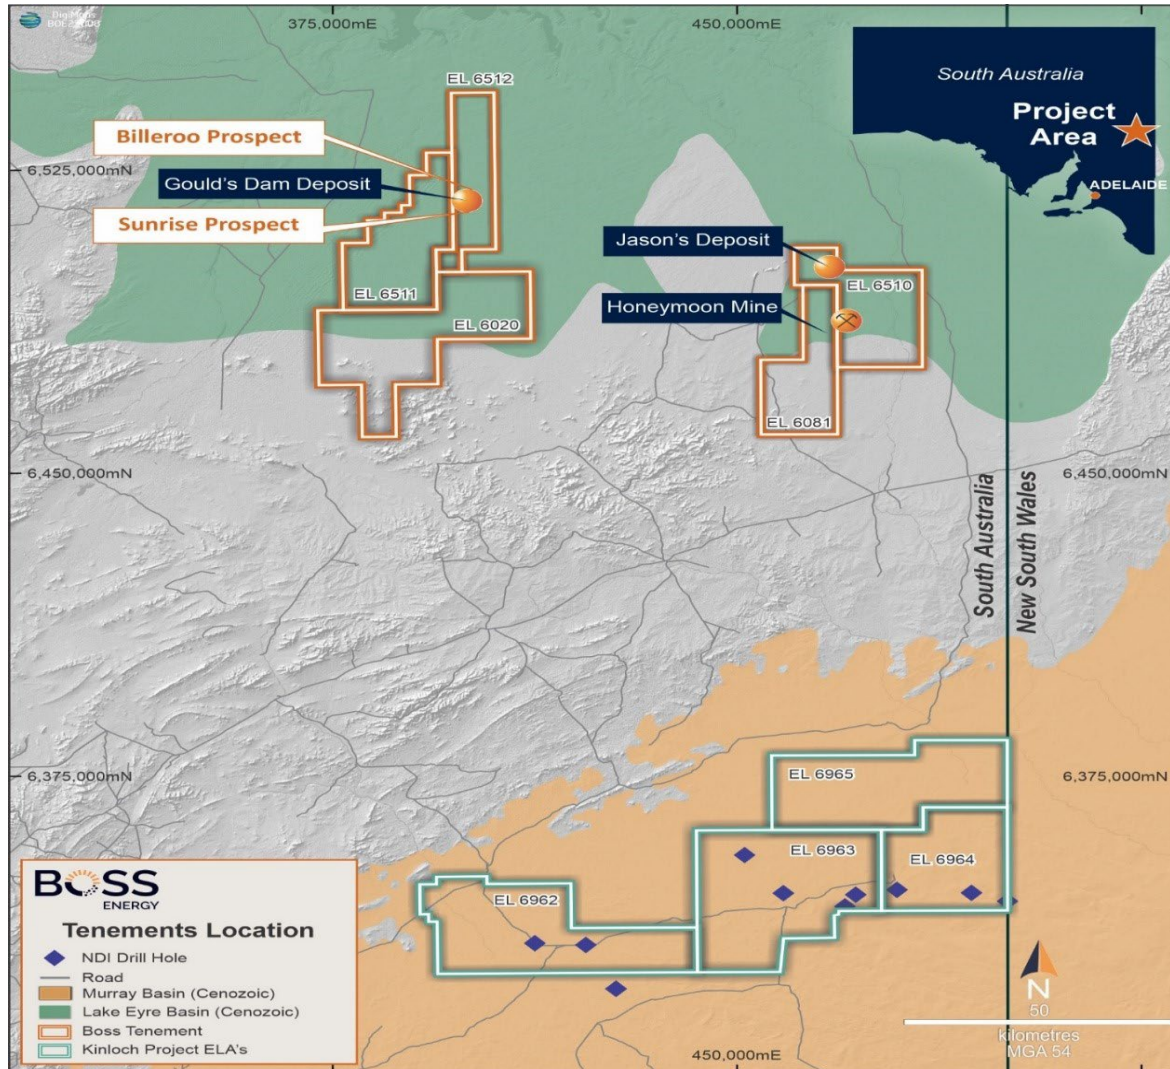 DigMaps
375,000mE
450,000mE
EL 6512
South Australia
Project
Area
ADELAIDE
Billeroo Prospect
6,525,000mN
6,525,000mN
Gould's Dam Deposit
Sunrise Prospect
Jason's Deposit
EL 6511
EL 6510
Honeymoon Mine
EL 6020
EL 6081
6,450,000mN
6,450,000mN
South Australia
New South Wales
6,375,000mN
6,375,000mN
EL 6965
EL 6963
EL 6964
EL 6962
BOSS
ENERGY
Tenements Location
NDI Drill Hole
Road
Murray Basin (Cenozoic)
Lake Eyre Basin (Cenozoic)
Boss Tenement
Kinloch Project ELA's
N
50
kilometres
MGA 54
450,000mE